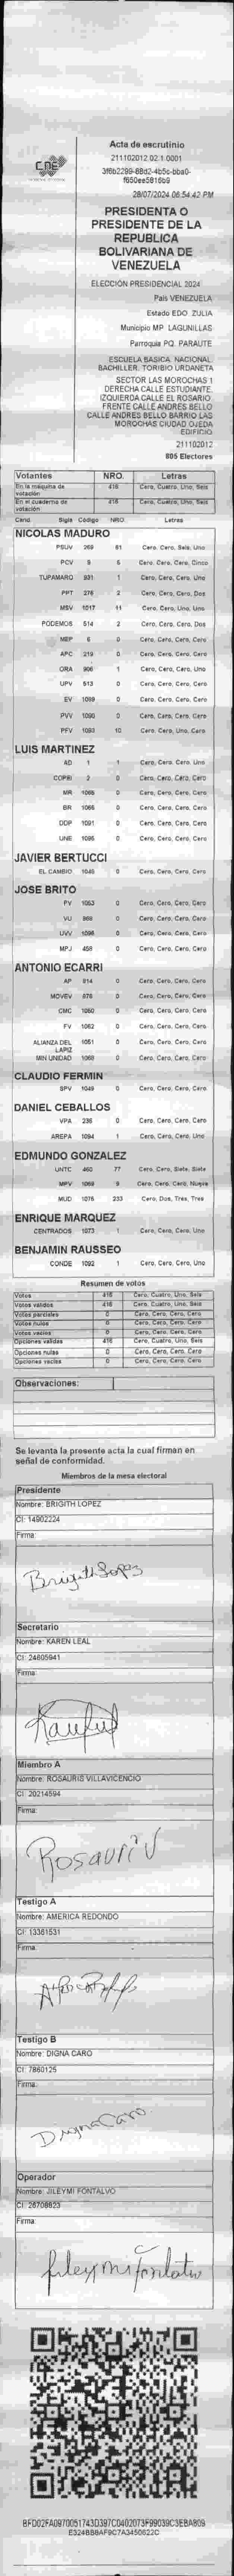 CNE
Acta de escrutinio
211102012.02.1.0001
28/07/2024 06:54:42 PM
PRESIDENTA O
PRESIDENTE DE LA
REPUBLICA
BOLIVARIANA DE
VENEZUELA
ELECCIÓN PRESIDENCIAL 2024
País VENEZUELA
Estado EDO. ZULIA
Municipio MP. LAGUNILLAS
Parroquia PQ. PARAUTE
ESCUELA BASICA NACIONAL
BACHILLER. TORIBIO URDANETA
SECTOR LAS MOROCHAS 1
DERECHA CALLE ESTUDIANTE.
IZQUIERDA CALLE EL ROSARIO.
FRENTE CALLE ANDRES BELLO
CALLE ANDRES BELLO BARRIO LAS
MOROCHAS CIUDAD OJEDA
EDIFICIO
211102012
805 Electores
Votantes NRO. Letras
En la máquina de votación 416 Cero, Cuatro, Uno, Seis
En el cuaderno de votación 416 Cero, Cuatro, Uno, Seis
Cand. Sigla Código NRO. Letras
NICOLAS MADURO
PSUV 269 61 Cero, Cero, Seis, Uno
PCV 5 5 Cero, Cero, Cero, Cinco
TUPAMARO 931 1 Cero, Cero, Cero, Uno
PPT 276 2 Cero, Cero, Cero, Dos
MSV 1017 11 Cero, Cero, Uno, Uno
PODEMOS 514 2 Cero, Cero, Cero, Dos
MEP 6 0 Cero, Cero, Cero, Cero
APC 219 0 Cero, Cero, Cero, Cero
ORA 906 1 Cero, Cero, Cero, Uno
UPV 513 0 Cero, Cero, Cero, Cero
EV 1089 0 Cero, Cero, Cero, Cero
PVV 1090 0 Cero, Cero, Cero, Cero
PFV 1093 10 Cero, Cero, Uno, Cero
LUIS MARTINEZ
AD 1 1 Cero, Cero, Cero, Uno
COPEI 2 0 Cero, Cero, Cero, Cero
MR 1068 0 Cero, Cero, Cero, Cero
BR 1066 0 Cero, Cero, Cero, Cero
DDP 1091 0 Cero, Cero, Cero, Cero
UNE 1095 0 Cero, Cero, Cero, Cero
JAVIER BERTUCCI
EL CAMBIO 1045 0 Cero, Cero, Cero, Cero
JOSE BRITO
PV 1053 0 Cero, Cero, Cero, Cero
VU 969 0 Cero, Cero, Cero, Cero
UVV 1096 0 Cero, Cero, Cero, Cero
MPJ 458 0 Cero, Cero, Cero, Cero
ANTONIO ECARRI
AP 814 0 Cero, Cero, Cero, Cero
MOVEV 878 0 Cero, Cero, Cero, Cero
CMC 1050 0 Cero, Cero, Cero, Cero
FV 1062 0 Cero, Cero, Cero, Cero
ALIANZA DEL LAPIZ 1051 0 Cero, Cero, Cero, Cero
MIN UNIDAD 1068 0 Cero, Cero, Cero, Cero
CLAUDIO FERMIN
SPV 1049 0 Cero, Cero, Cero, Cero
DANIEL CEBALLOS
VPA 235 0 Cero, Cero, Cero, Cero
AREPA 1094 1 Cero, Cero, Cero, Uno
EDMUNDO GONZALEZ
UNTC 460 77 Cero, Cero, Siete, Siete
MPV 1069 9 Cero, Cero, Cero, Nueve
MUD 1076 233 Cero, Dos, Tres, Tres
ENRIQUE MARQUEZ
CENTRADOS 1073 1 Cero, Cero, Cero, Uno
BENJAMIN RAUSSEO
CONDE 1092 1 Cero, Cero, Cero, Uno
Resumen de votos
Votos 416 Cero, Cuatro, Uno, Seis
Votos válidos 416 Cero, Cuatro, Uno, Seis
Votos parciales 0 Cero, Cero, Cero, Cero
Votos nulos 0 Cero, Cero, Cero, Cero
Votos vacíos 0 Cero, Cero, Cero, Cero
Opciones válidas 416 Cero, Cuatro, Uno, Seis
Opciones nulas 0 Cero, Cero, Cero, Cero
Opciones vacías 0 Cero, Cero, Cero, Cero
Observaciones:
Se levanta la presente acta la cual firman en
señal de conformidad.
Miembros de la mesa electoral
Presidente
Nombre: BRIGITH LOPEZ
CI: 14902224
Firma:
Brigith Lopez
Secretario
Nombre: KAREN LEAL
CI: 24605941
Firma:
Miembro A
Nombre: ROSAURIS VILLAVICENCIO
CI: 20214594
Firma:
Rosauri V
Testigo A
Nombre: AMERICA REDONDO
CI: 13361531
Firma:
Testigo B
Nombre: DIGNA CARO
CI: 7860125
Firma:
Digna Caro
Operador
Nombre: JILEYMI FONTALVO
CI: 26708823
Firma:
jileymi fontalvo